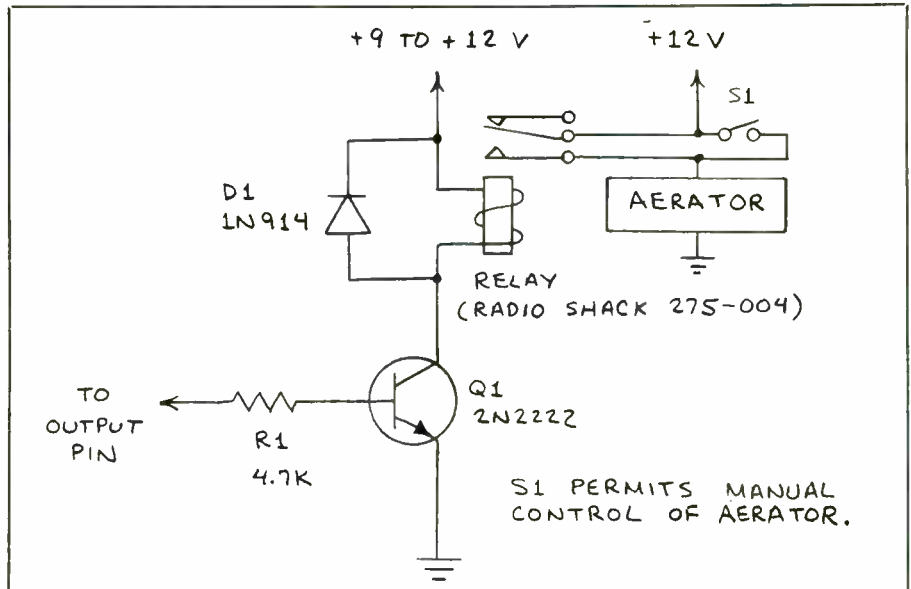 +9 TO +12 V
+12 V
S1
D1
1N914
AERATOR
RELAY
(RADIO SHACK 275-004)
Q1
2N2222
TO
OUTPUT
PIN
R1
4.7K
S1 PERMITS MANUAL
CONTROL OF AERATOR.